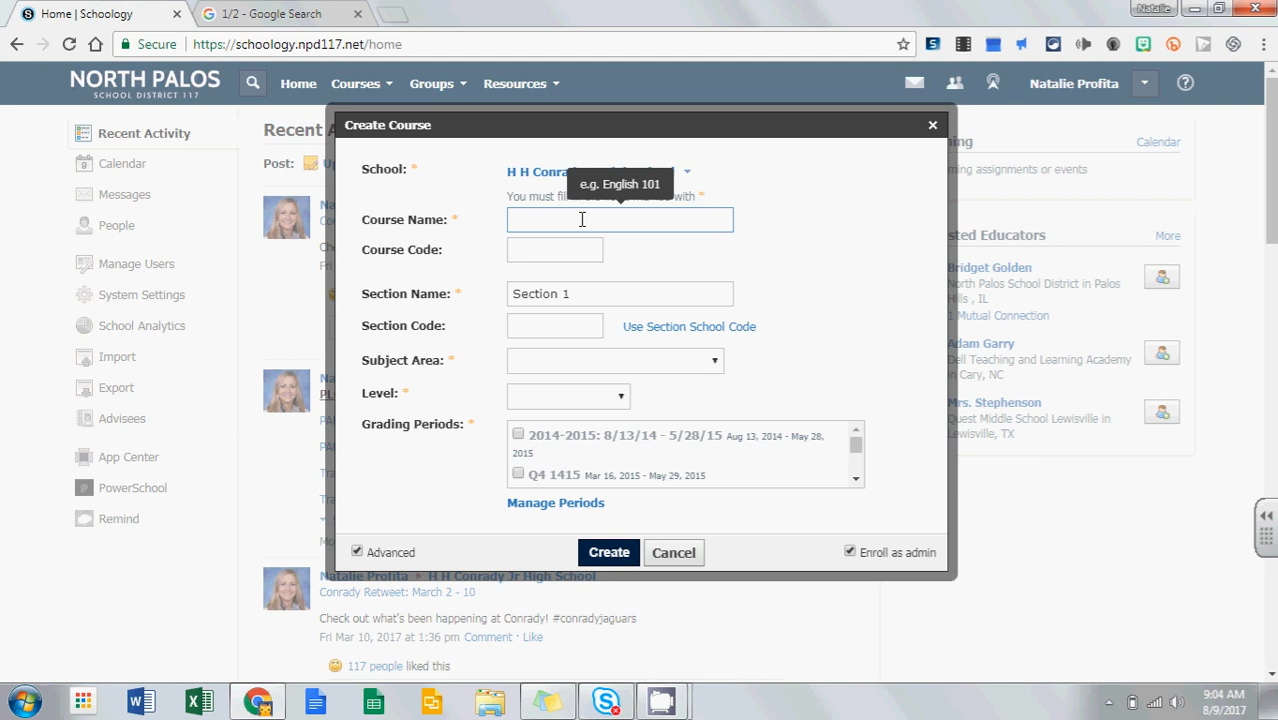 Home | Schoology
1/2 - Google Search
Natalie
Secure
https://schoology.npd117.net/home
NORTH PALOS
SCHOOL DISTRICT 117
Home
Courses
Groups
Resources
Natalie Profita
Recent Activity
Calendar
Messages
People
Manage Users
System Settings
School Analytics
Import
Export
Advisees
App Center
PowerSchool
Remind
Recent
Post:
Create Course
School: *
H H Conra
e.g. English 101
You must fil
with *
Course Name: *
Course Code:
Section Name: *
Section 1
Section Code:
Use Section School Code
Subject Area: *
Level: *
Grading Periods: *
2014-2015: 8/13/14 - 5/28/15 Aug 13, 2014 - May 28,
2015
Q4 1415 Mar 16, 2015 - May 29, 2015
Manage Periods
Advanced
Create
Cancel
Enroll as admin
Natalie Profita
H H Conrady Jr High School
Conrady Retweet: March 2 - 10
Check out what's been happening at Conrady! #conradyjaguars
Fri Mar 10, 2017 at 1:36 pm Comment · Like
117 people liked this
ning
Calendar
ming assignments or events
sted Educators
More
Bridget Golden
North Palos School District in Palos
Hills , IL
1 Mutual Connection
Adam Garry
Dell Teaching and Learning Academy
in Cary, NC
Mrs. Stephenson
Quest Middle School Lewisville in
Lewisville, TX
9:04 AM
8/9/2017